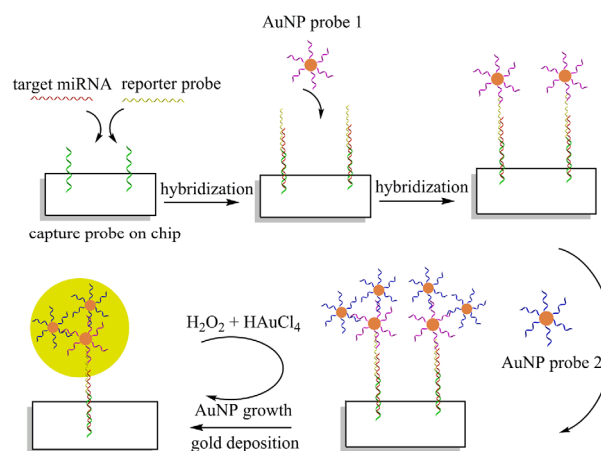 AuNP probe 1
target miRNA
reporter probe
hybridization
hybridization
capture probe on chip
H₂O₂ + HAuCl₄
AuNP probe 2
AuNP growth
gold deposition